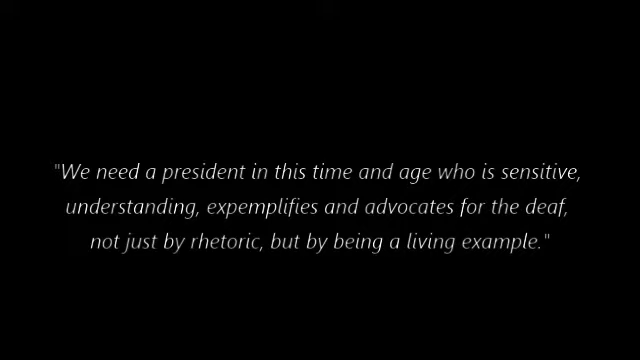 "We need a president in this time and age who is sensitive,
understanding, expemplifies and advocates for the deaf,
not just by rhetoric, but by being a living example."